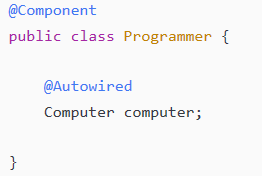 @Component
public class Programmer {
@Autowired
Computer computer;
}